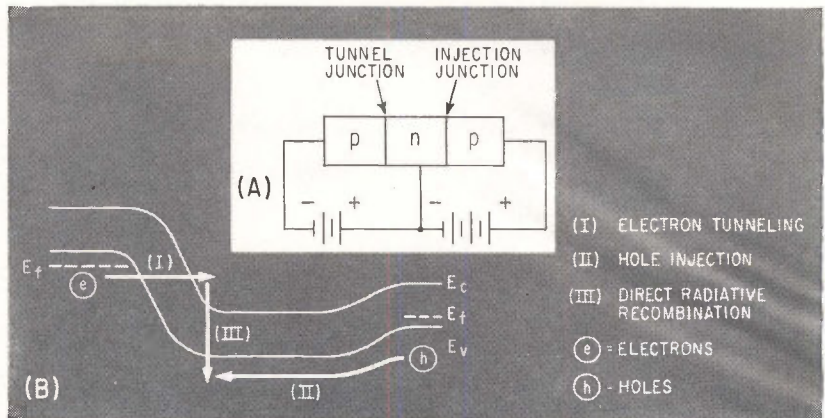 TUNNEL JUNCTION
INJECTION JUNCTION
p n p
(A)
- + - +
(I) ELECTRON TUNNELING
(II) HOLE INJECTION
(III) DIRECT RADIATIVE
RECOMBINATION
ⓔ = ELECTRONS
ⓗ - HOLES
Ef
(I)
e
Ec
Ef
(III)
Ev
h
(II)
(B)